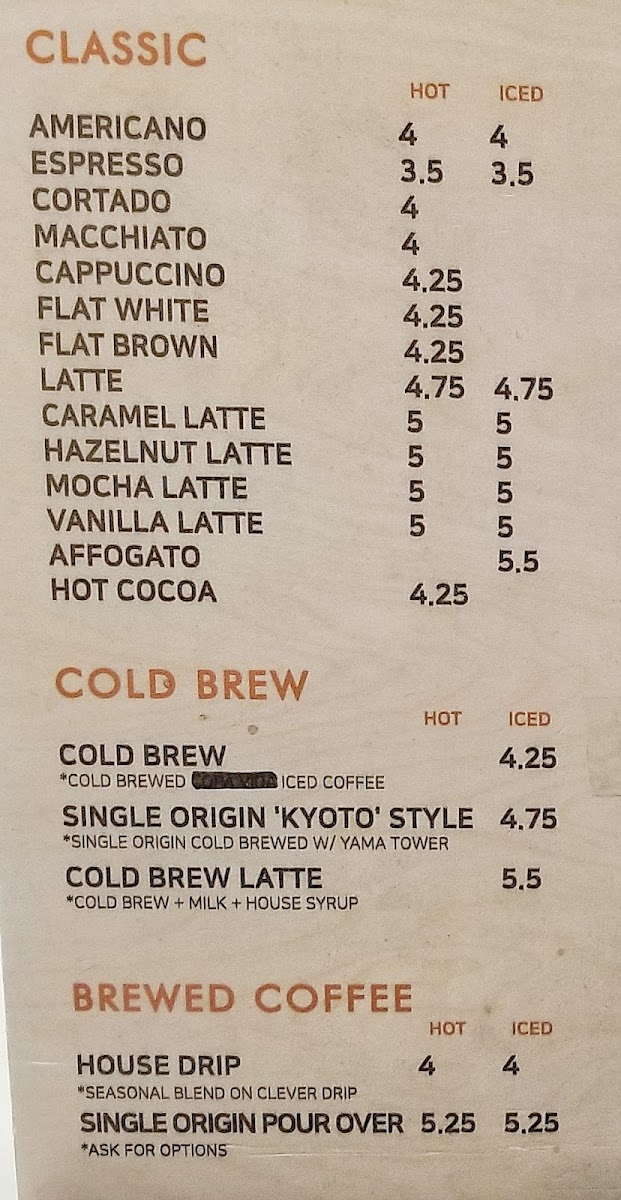 CLASSIC
HOT ICED
AMERICANO 4 4
ESPRESSO 3.5 3.5
CORTADO 4
MACCHIATO 4
CAPPUCCINO 4.25
FLAT WHITE 4.25
FLAT BROWN 4.25
LATTE 4.75 4.75
CARAMEL LATTE 5 5
HAZELNUT LATTE 5 5
MOCHA LATTE 5 5
VANILLA LATTE 5 5
AFFOGATO 5.5
HOT COCOA 4.25
COLD BREW
HOT ICED
COLD BREW 4.25
*COLD BREWED ICED COFFEE
SINGLE ORIGIN 'KYOTO' STYLE 4.75
*SINGLE ORIGIN COLD BREWED W/ YAMA TOWER
COLD BREW LATTE 5.5
*COLD BREW + MILK + HOUSE SYRUP
BREWED COFFEE
HOT ICED
HOUSE DRIP 4 4
*SEASONAL BLEND ON CLEVER DRIP
SINGLE ORIGIN POUR OVER 5.25 5.25
*ASK FOR OPTIONS